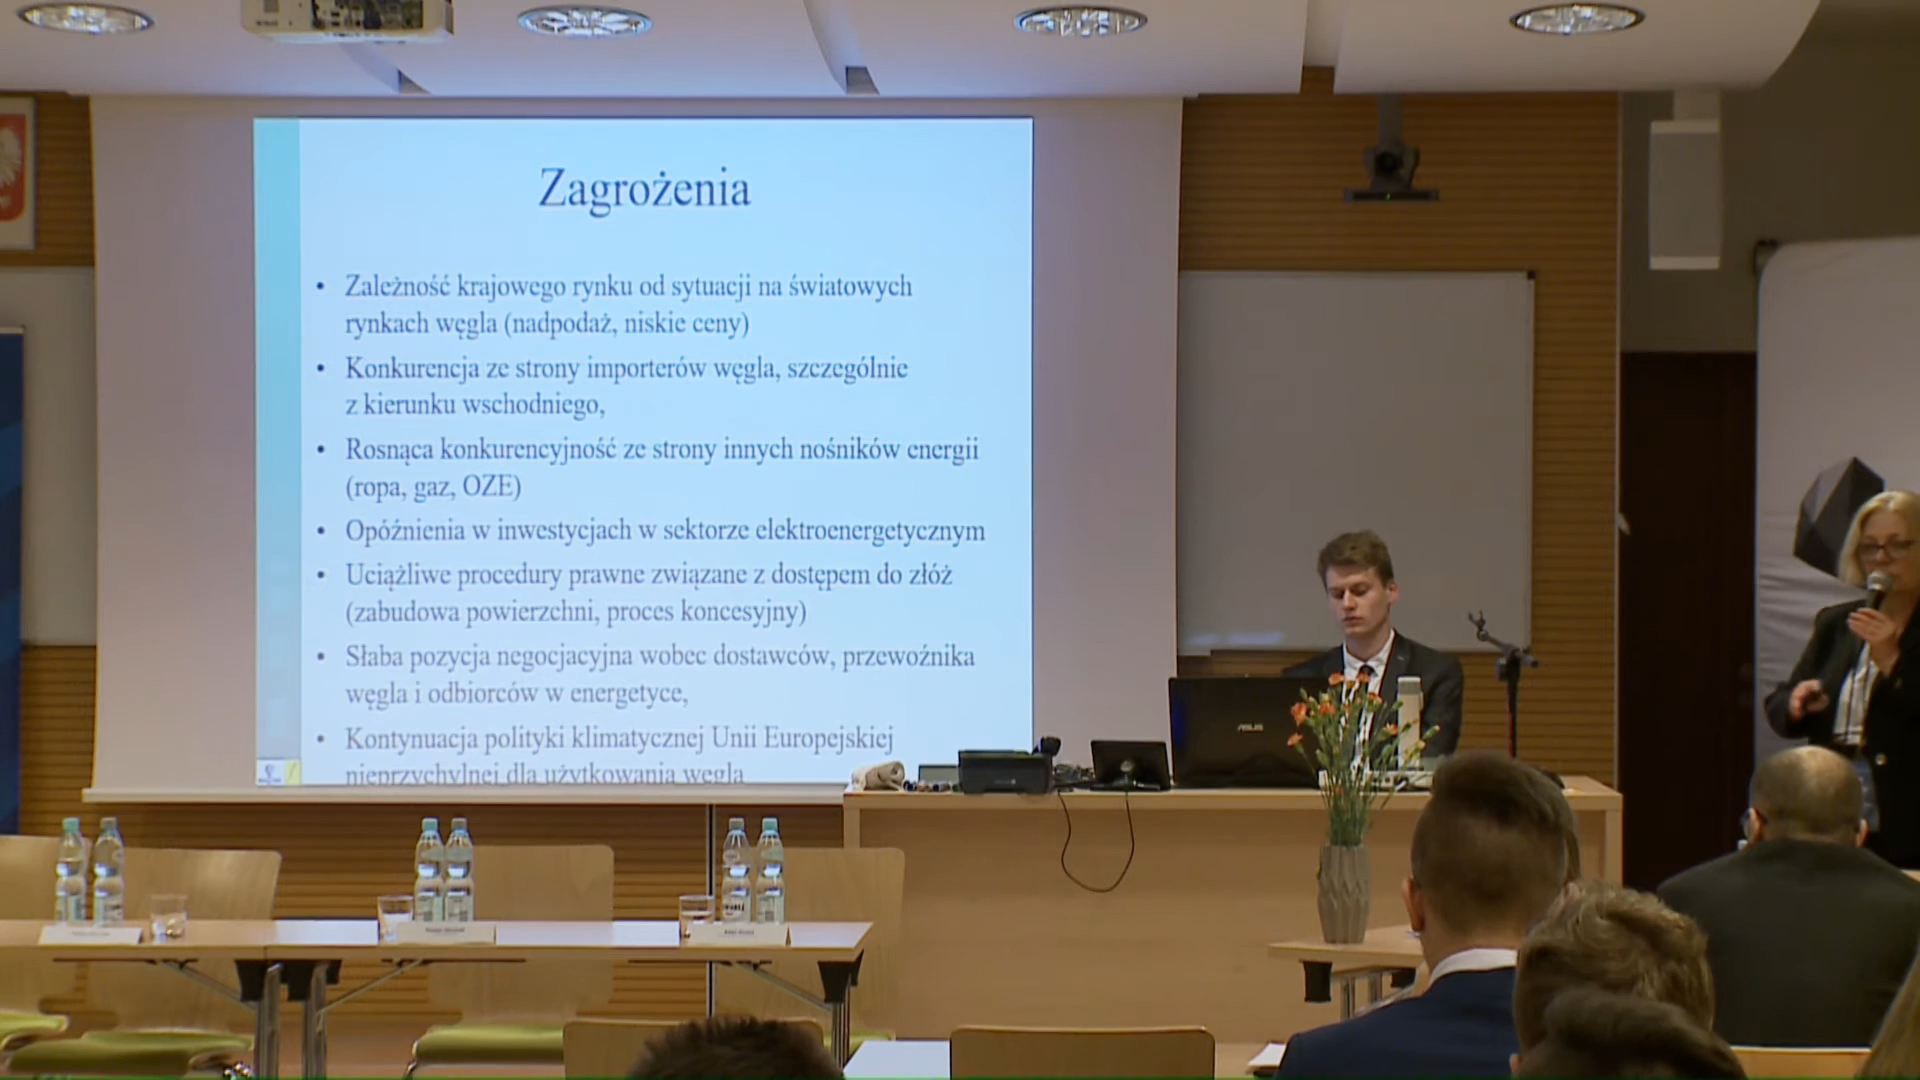 Zagrożenia
• Zależność krajowego rynku od sytuacji na światowych
rynkach węgla (nadpodaż, niskie ceny)
• Konkurencja ze strony importerów węgla, szczególnie
z kierunku wschodniego,
• Rosnąca konkurencyjność ze strony innych nośników energii
(ropa, gaz, OZE)
• Opóźnienia w inwestycjach w sektorze elektroenergetycznym
• Uciążliwe procedury prawne związane z dostępem do złóż
(zabudowa powierzchni, proces koncesyjny)
• Słaba pozycja negocjacyjna wobec dostawców, przewoźnika
węgla i odbiorców w energetyce,
• Kontynuacja polityki klimatycznej Unii Europejskiej
nieprzychylnej dla użytkowania węgla
ASUS